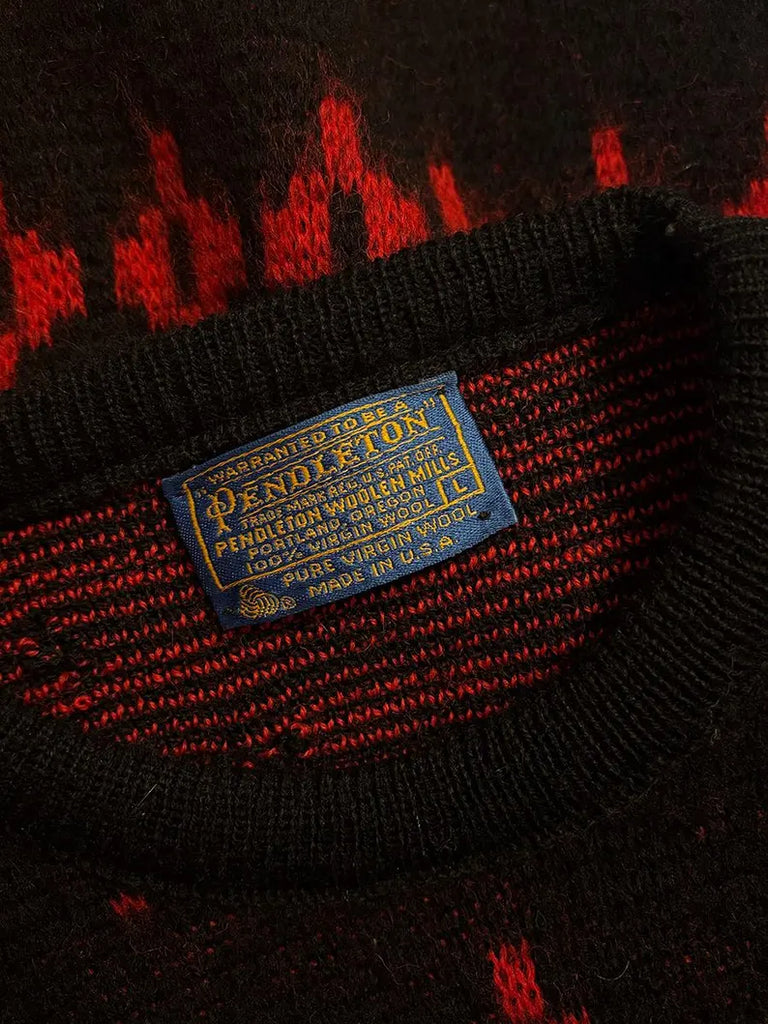 "WARRANTED TO BE A"
PENDLETON
TRADE MARK REG. U.S. PAT. OFF.
PENDLETON WOOLEN MILLS
PORTLAND, OREGON
100% VIRGIN WOOL
L
PURE VIRGIN WOOL
®
MADE IN U.S.A